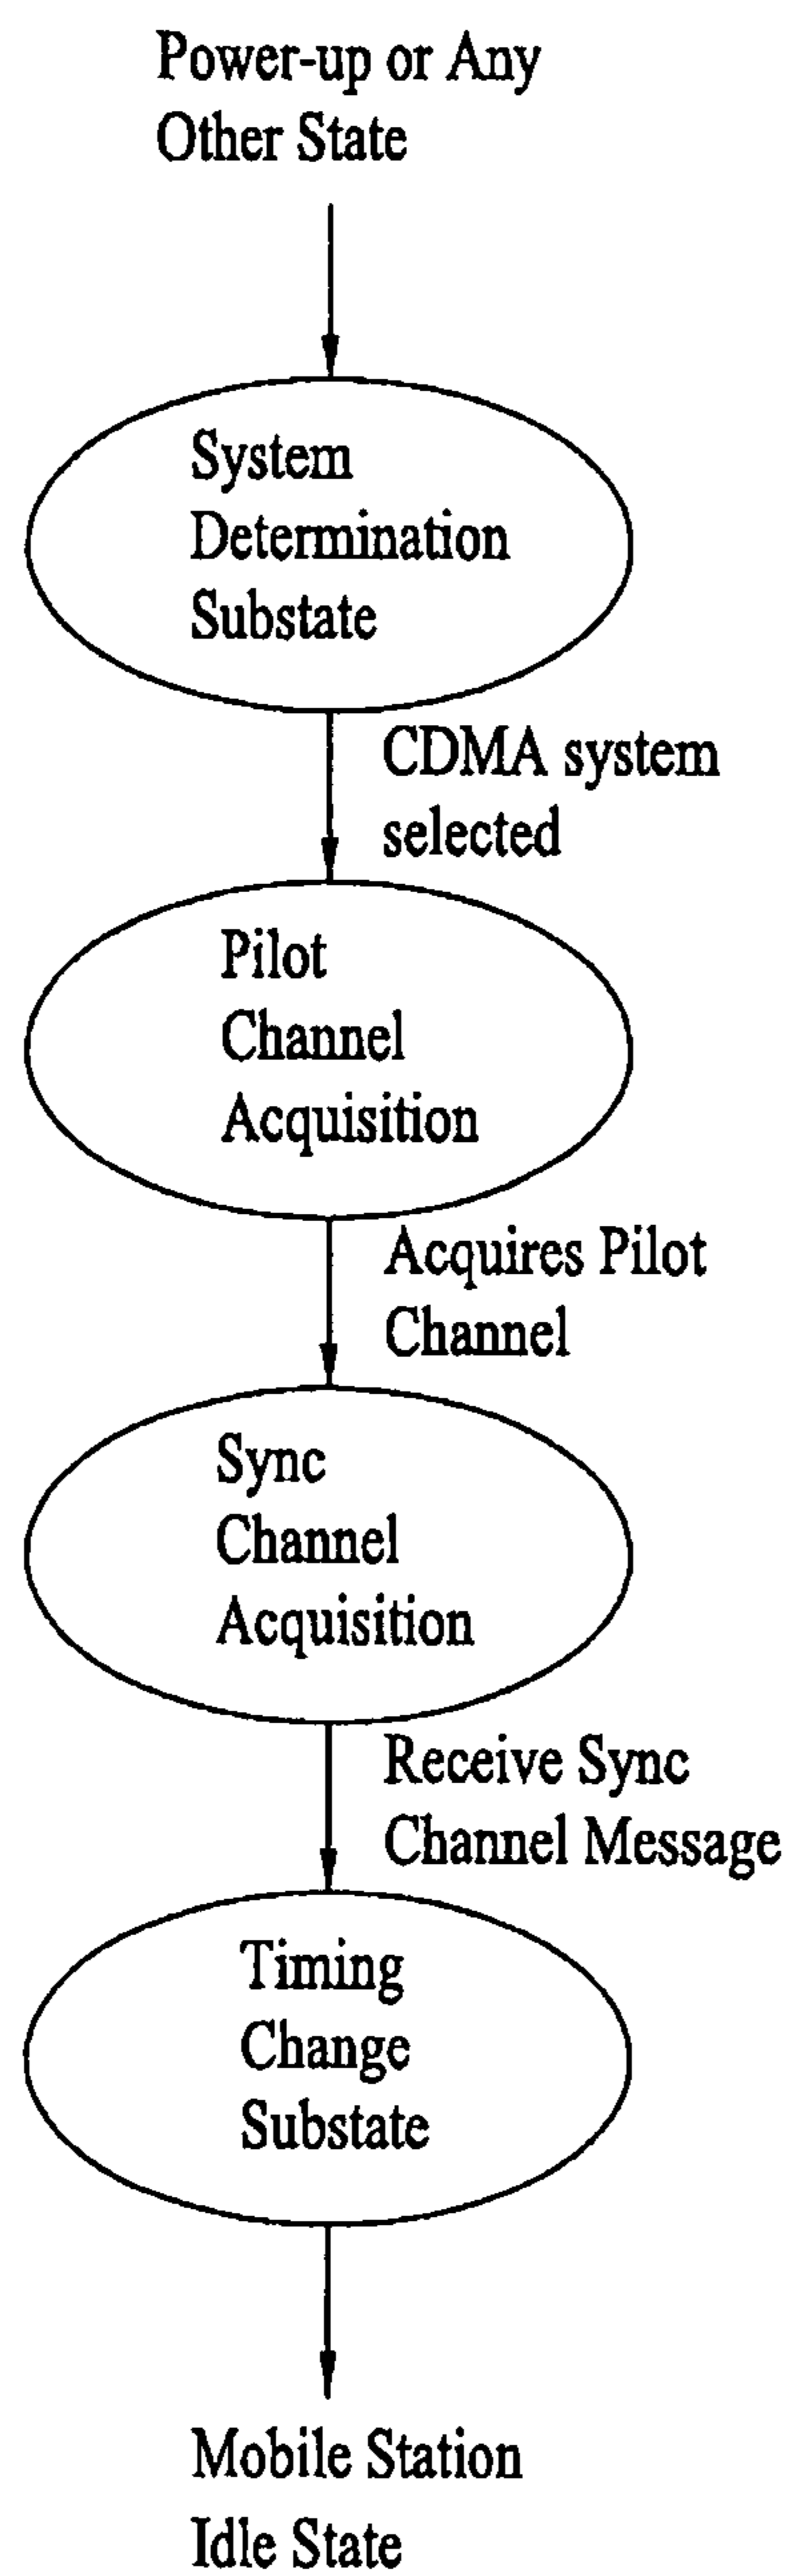 Power-up or Any
Other State
System
Determination
Substate
CDMA system
selected
Pilot
Channel
Acquisition
Acquires Pilot
Channel
Sync
Channel
Acquisition
Receive Sync
Channel Message
Timing
Change
Substate
Mobile Station
Idle State